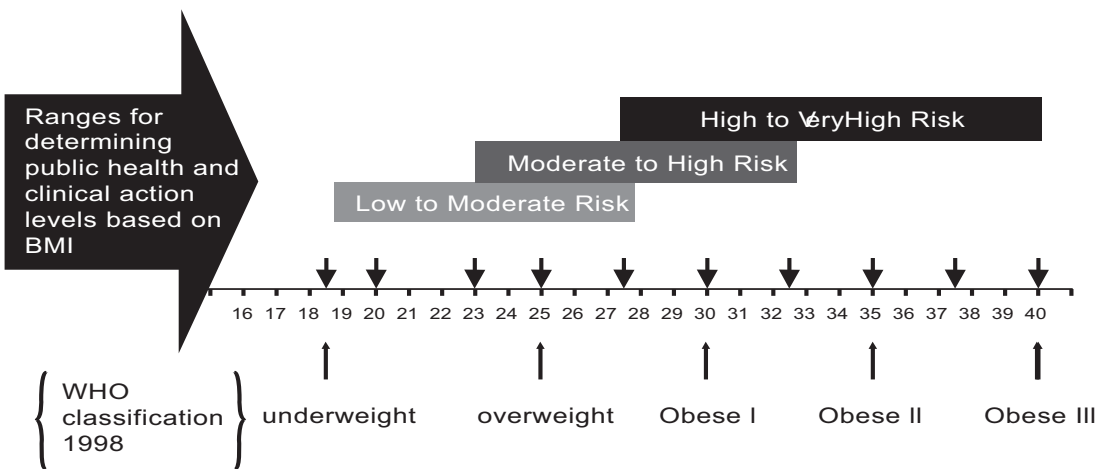 Ranges for
determining
public health and
clinical action
levels based on
BMI
High to VeryHigh Risk
Moderate to High Risk
Low to Moderate Risk
16 17 18 19 20 21 22 23 24 25 26 27 28 29 30 31 32 33 34 35 36 37 38 39 40
WHO
classification
1998
underweight overweight Obese I Obese II Obese III